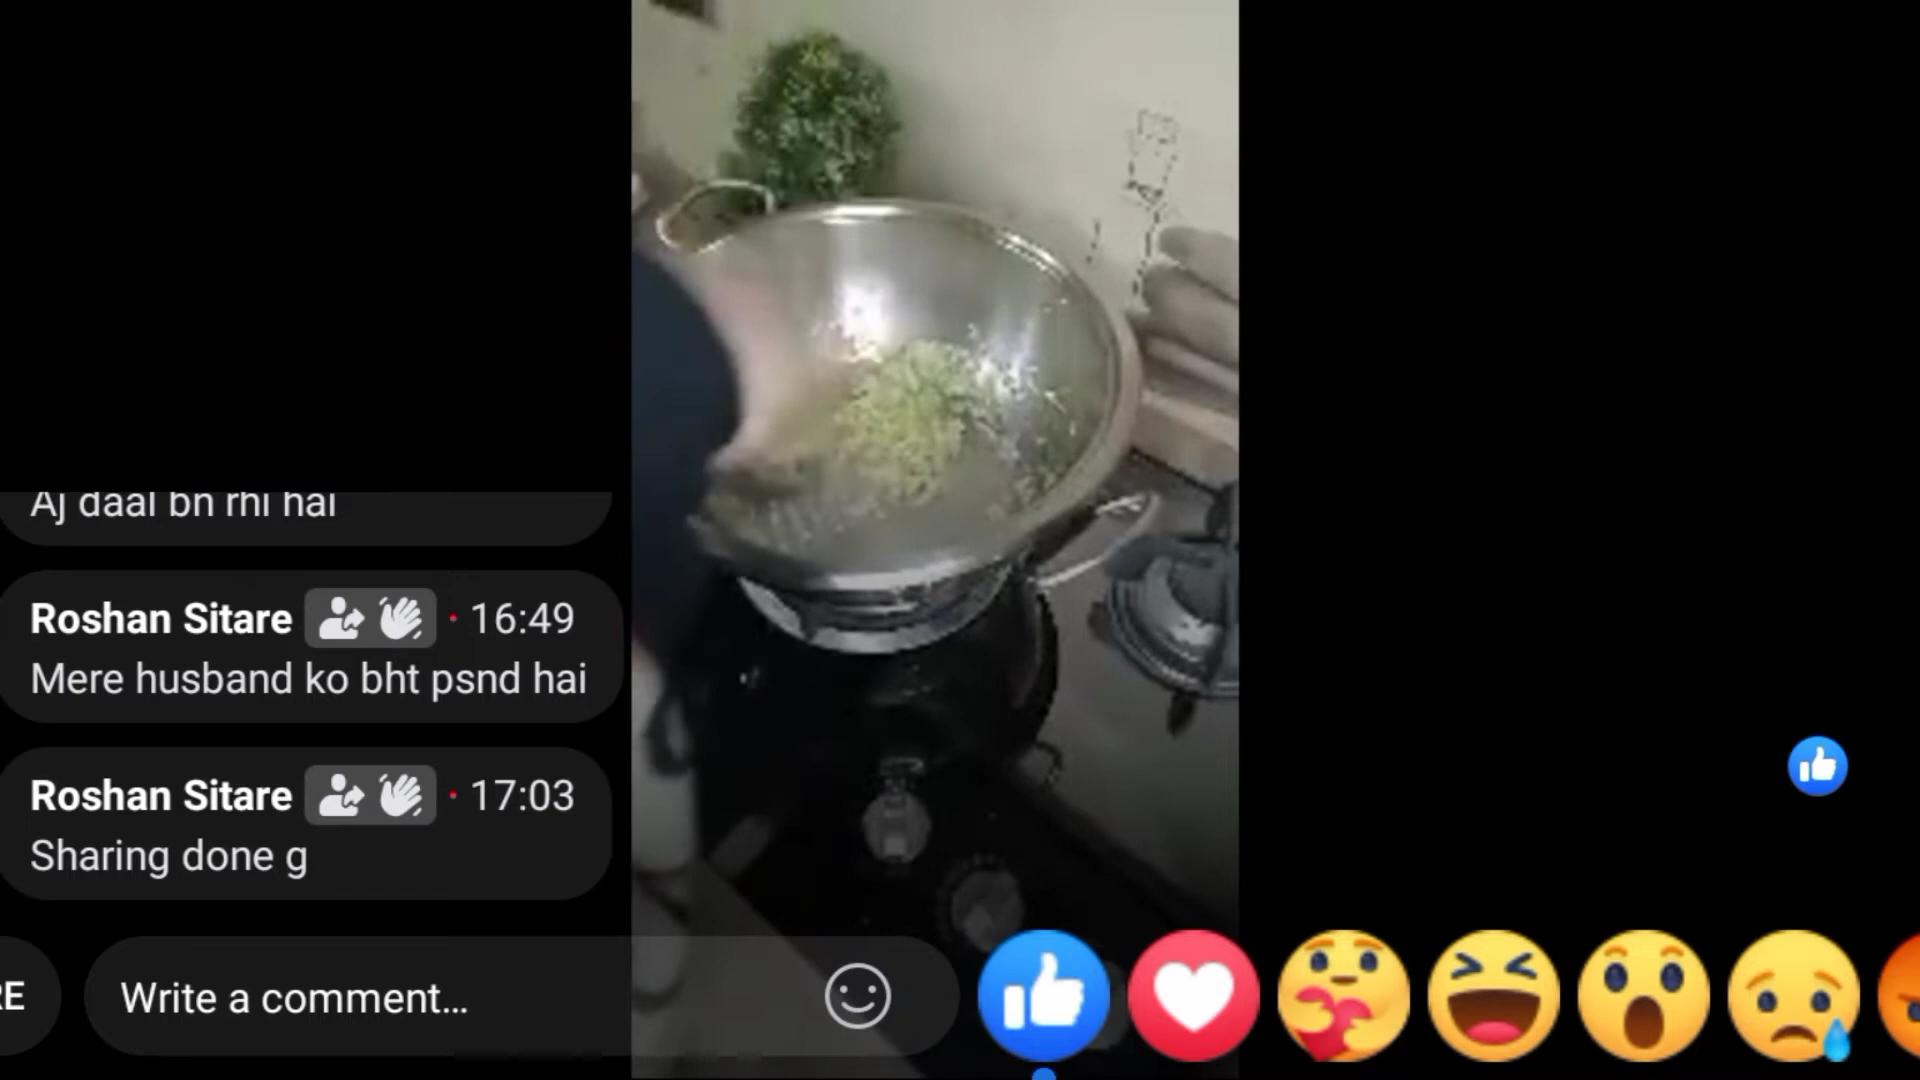 Aj daal bn rhi hai
Roshan Sitare · 16:49
Mere husband ko bht psnd hai
Roshan Sitare · 17:03
Sharing done g
RE
Write a comment...